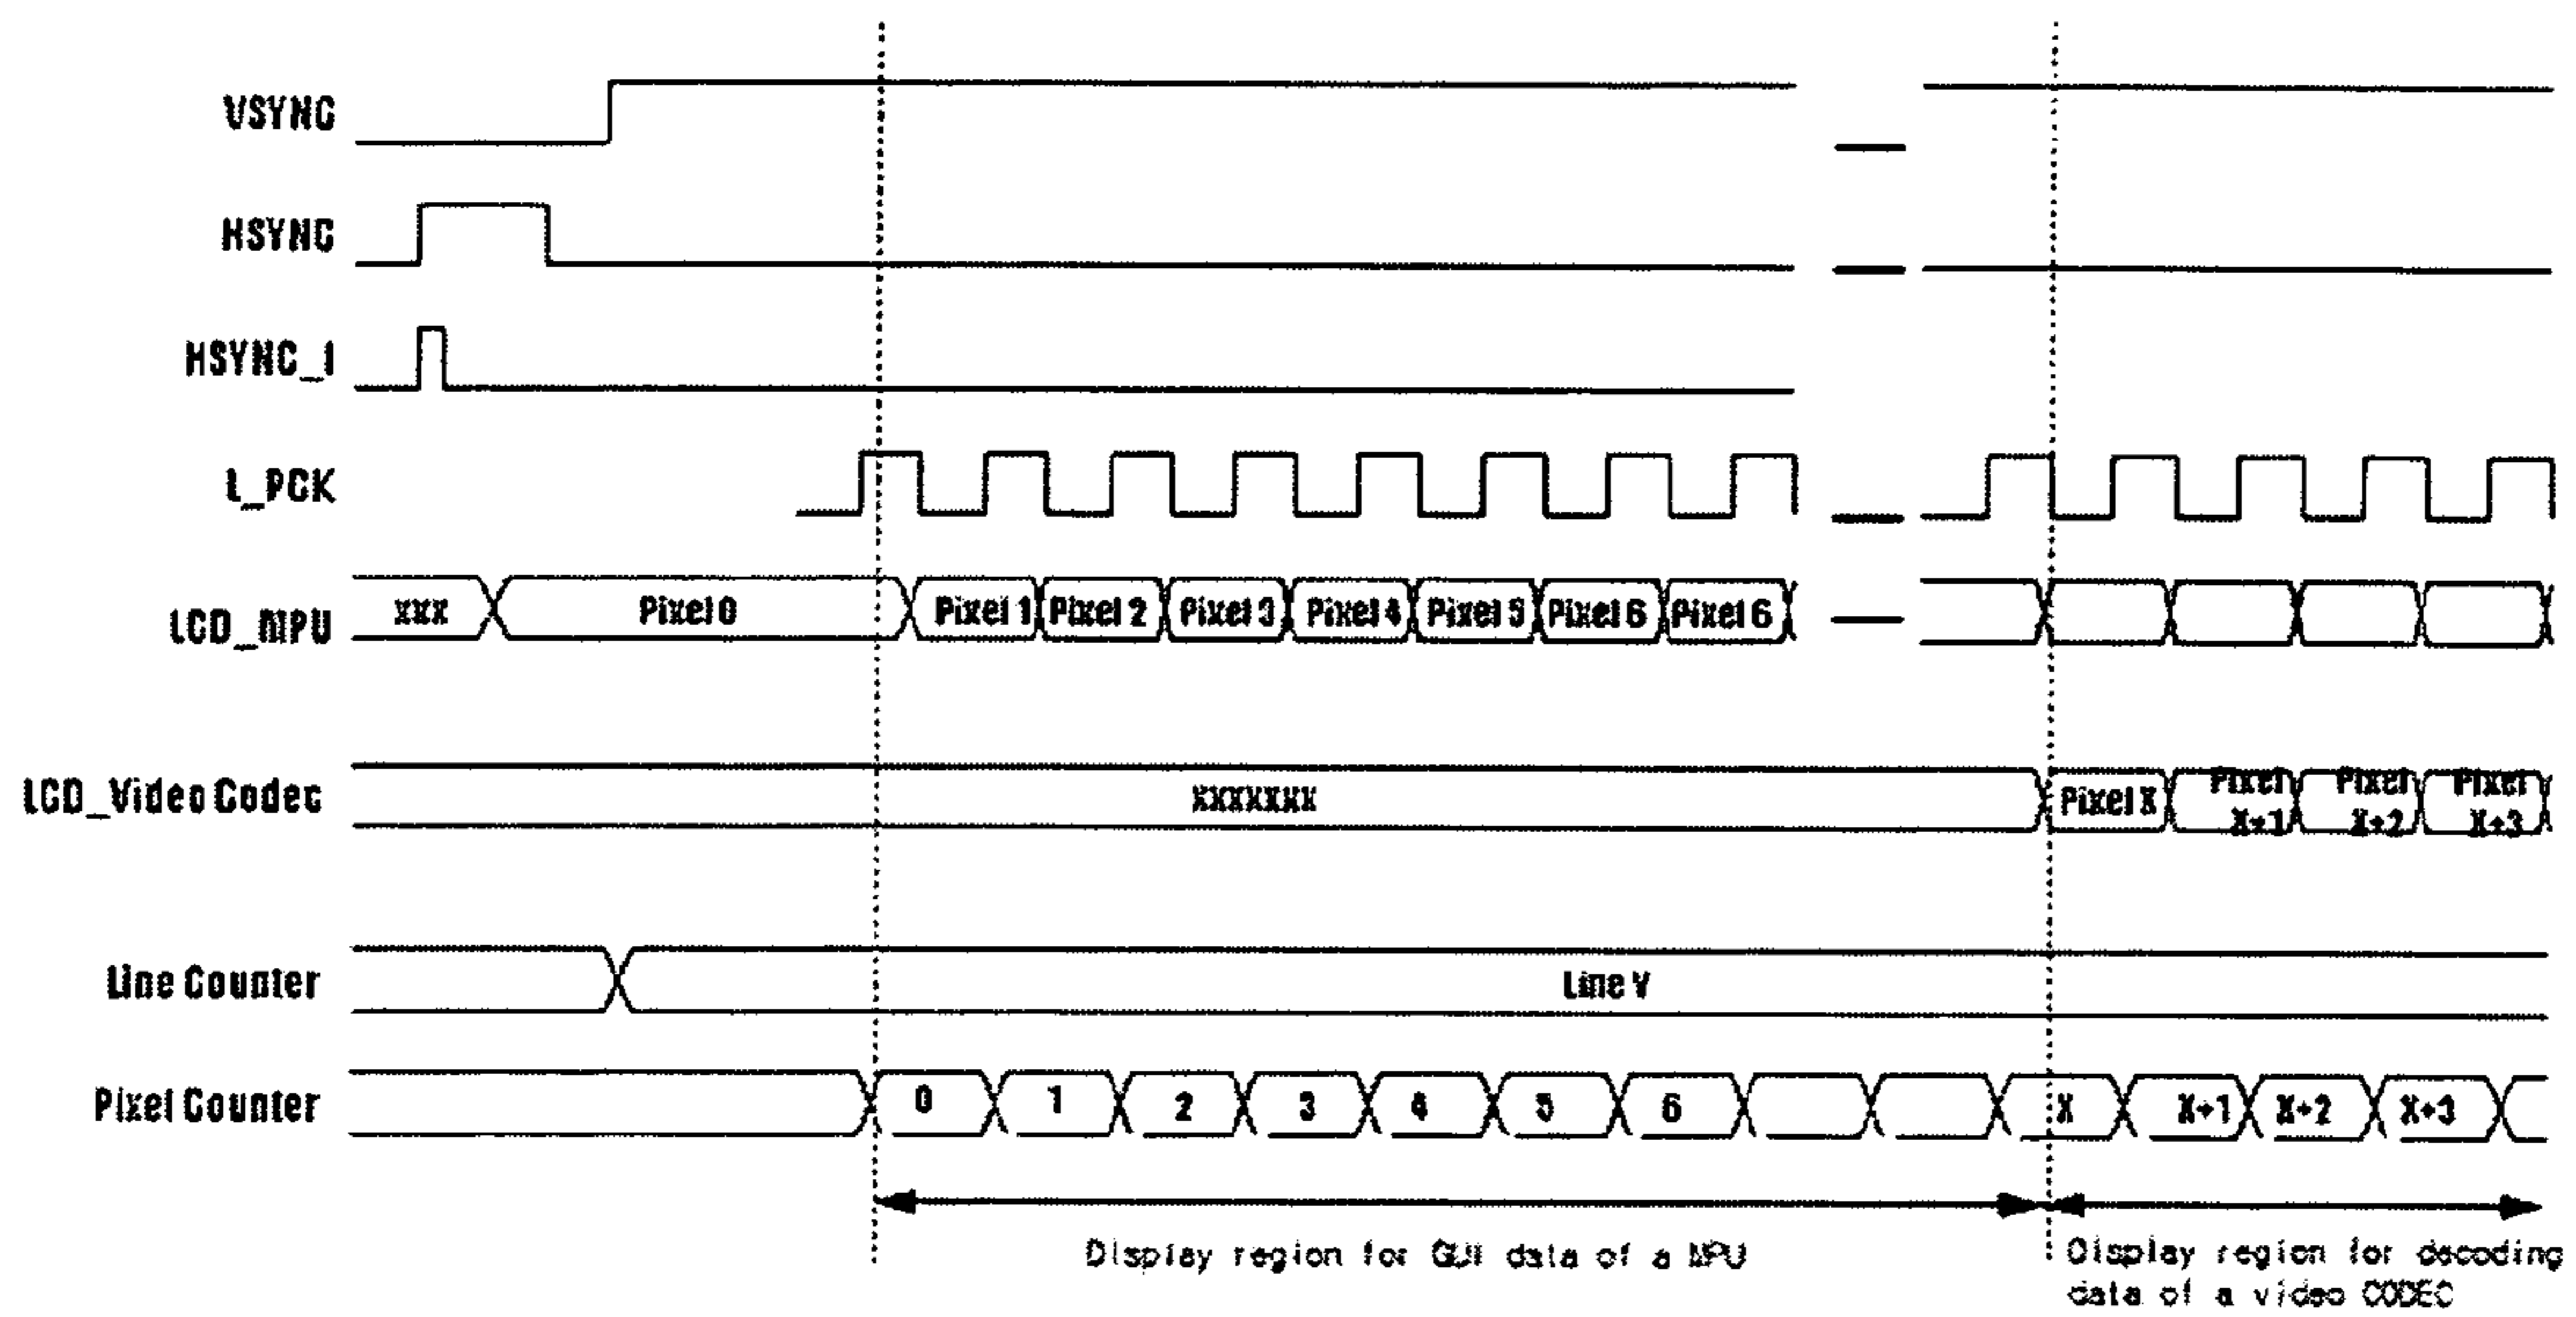 VSYNC
HSYNC
HSYNC_I
L_PCK
LCD_MPU
XXX Pixel 0 Pixel 1 Pixel 2 Pixel 3 Pixel 4 Pixel 5 Pixel 6 Pixel 6
LCD_Video Codec
XXXXXXX Pixel X Pixel X+1 Pixel X+2 Pixel X+3
Line Counter
Line V
Pixel Counter
0 1 2 3 4 5 6 X X+1 X+2 X+3
Display region for GUI data of a MPU
Display region for decoding
data of a video CODEC